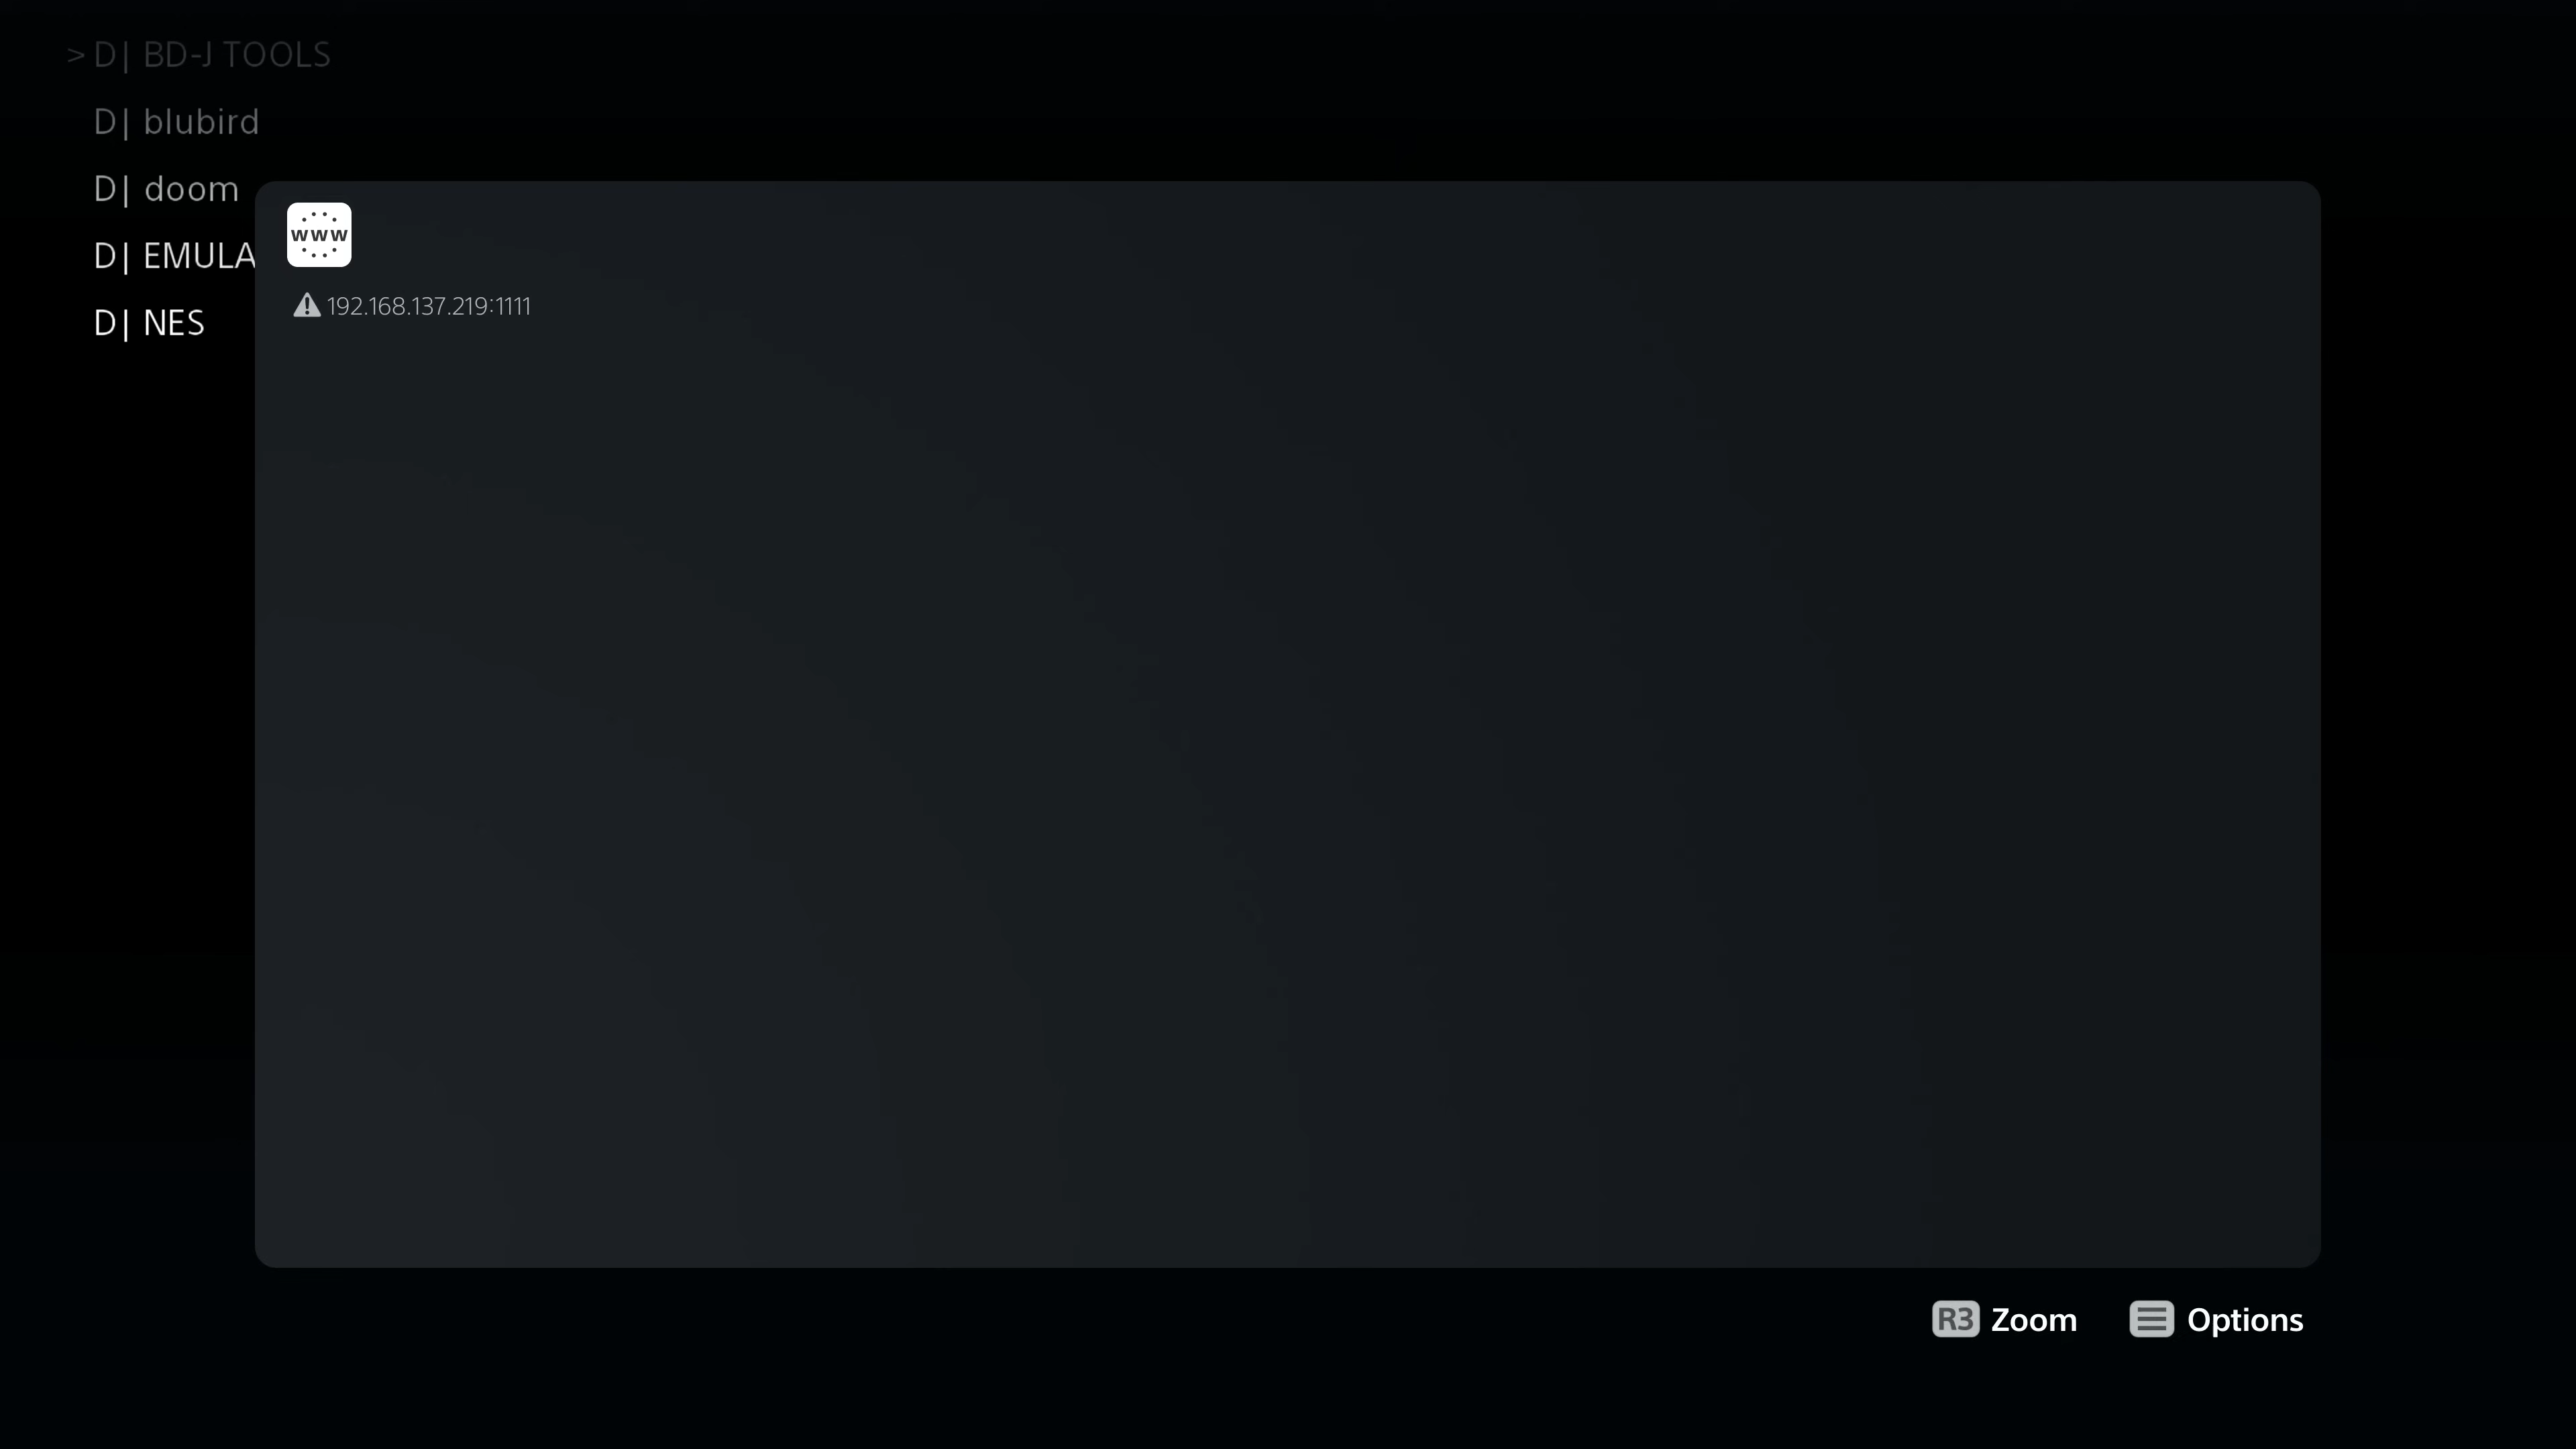 > D| BD-J TOOLS
D| blubird
D| doom
D| EMULA
D| NES
www
192.168.137.219:1111
R3 Zoom
Options